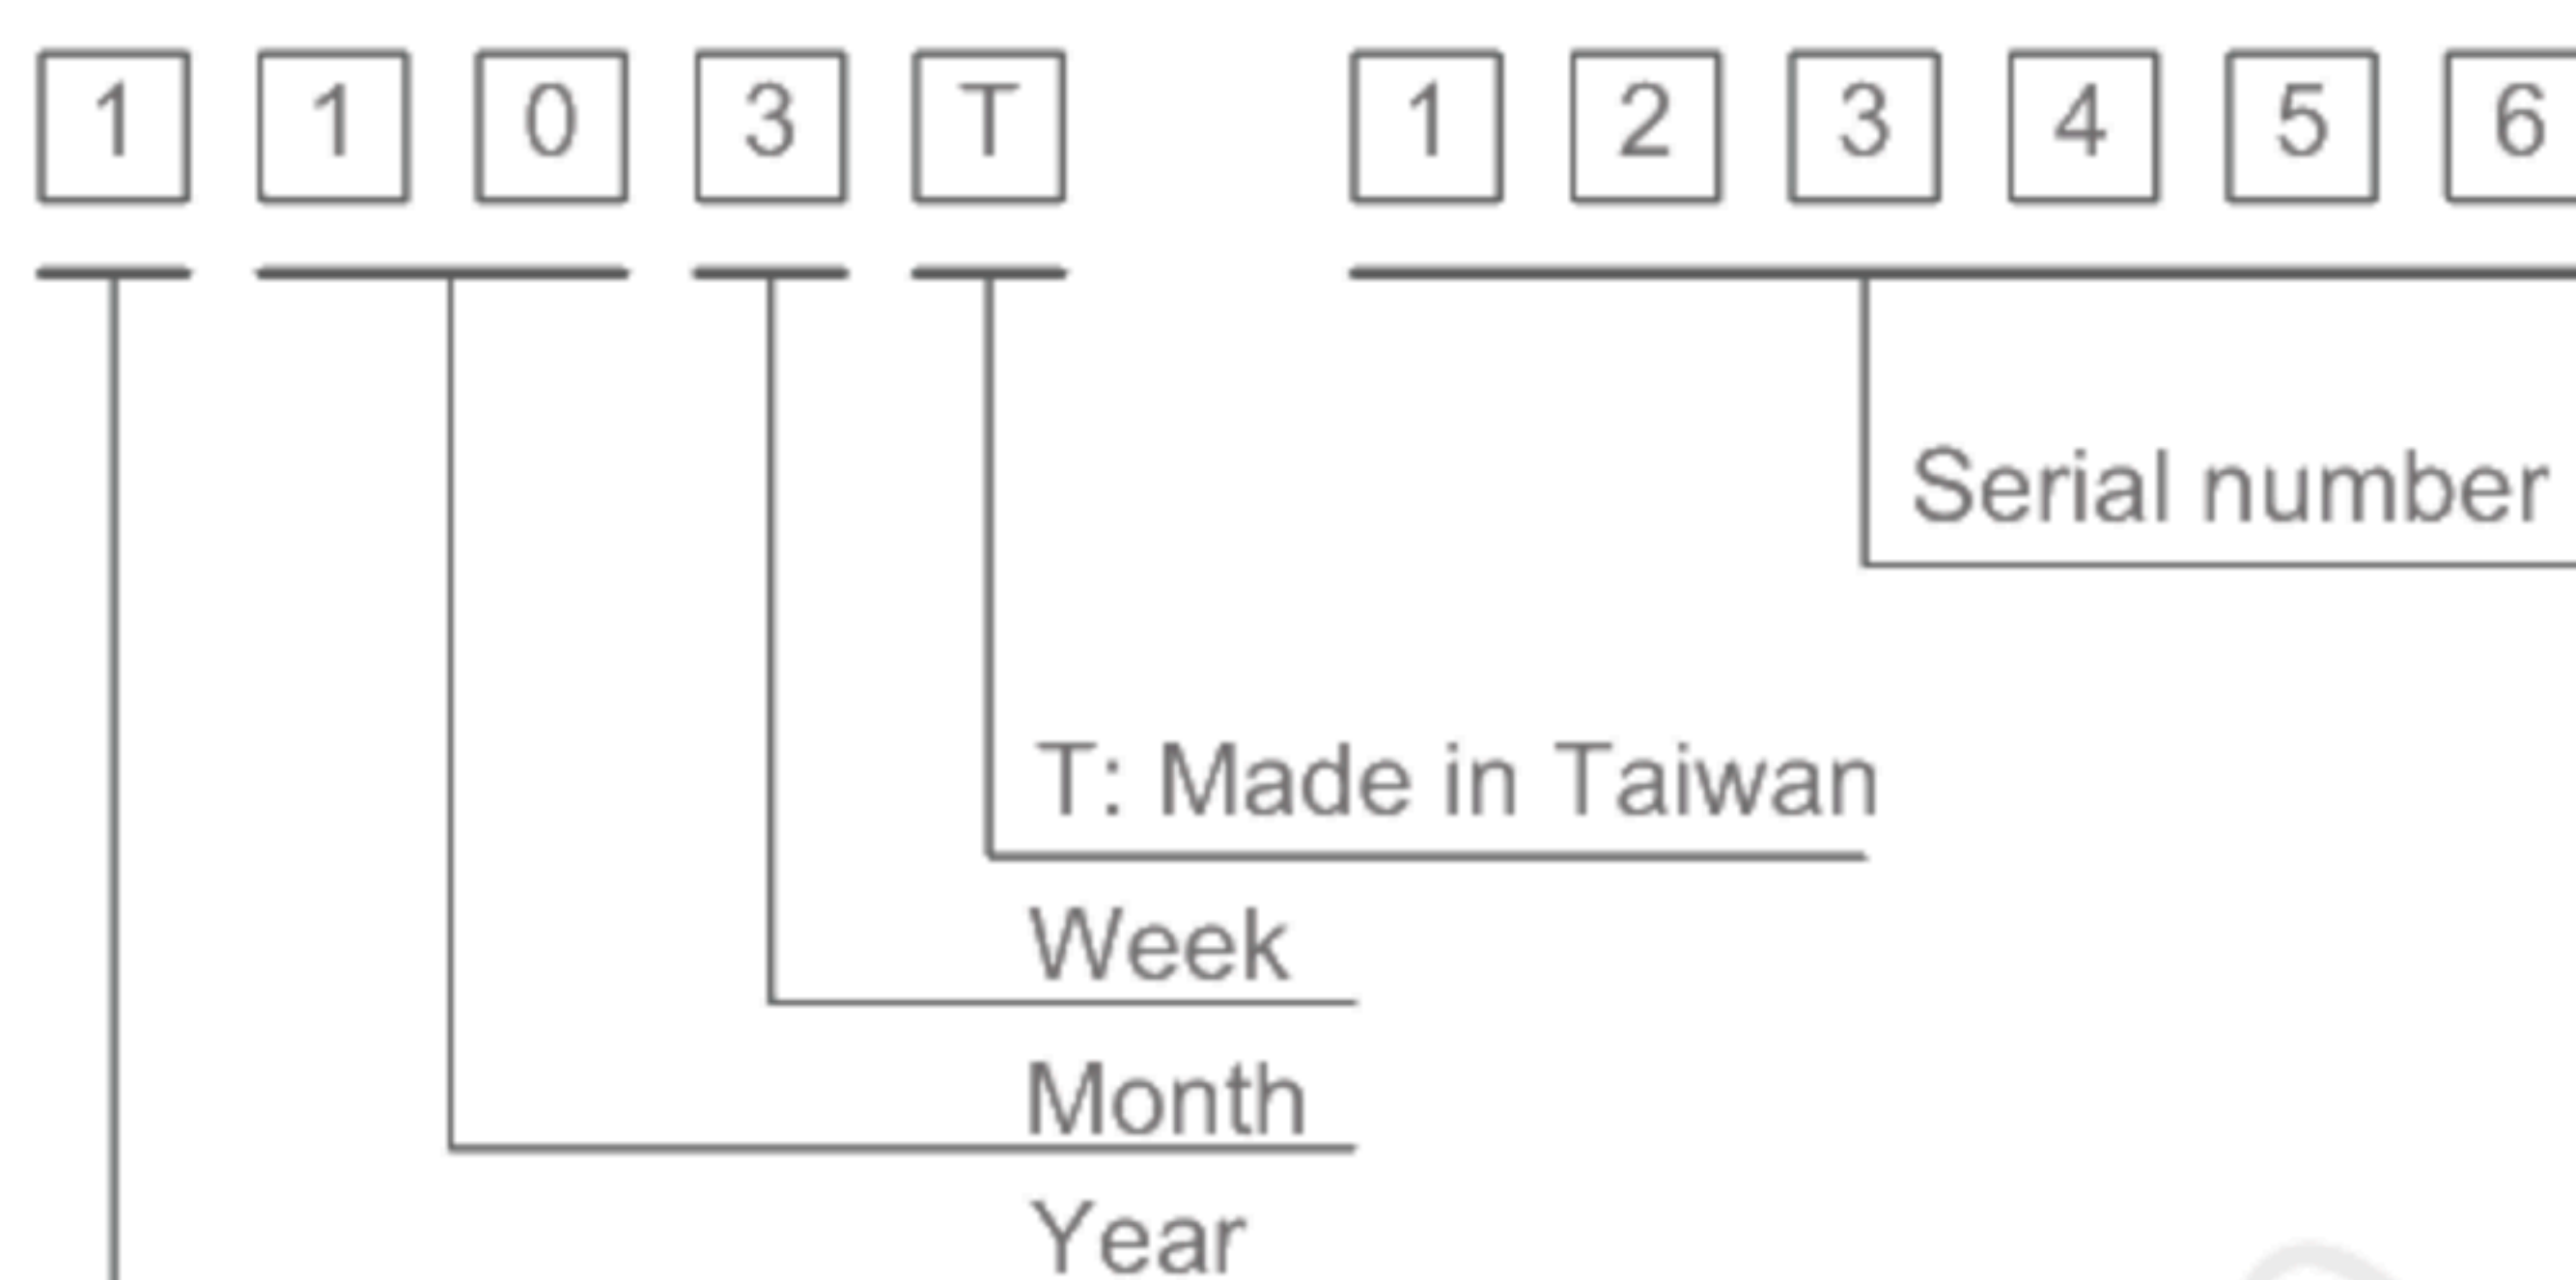 1 1 0 3 T 1 2 3 4 5 6
Serial number
T: Made in Taiwan
Week
Month
Year